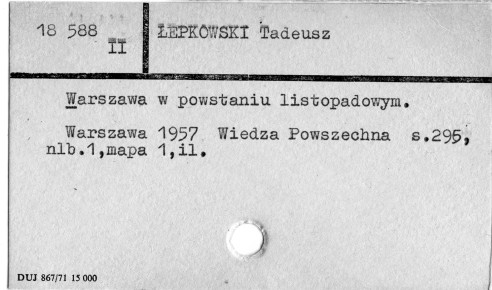 18 588
II
ŁEPKOWSKI Tadeusz
Warszawa w powstaniu listopadowym.
Warszawa 1957 Wiedza Powszechna s.295,
nlb.1,mapa 1,il.
DUJ 867/71 15 000